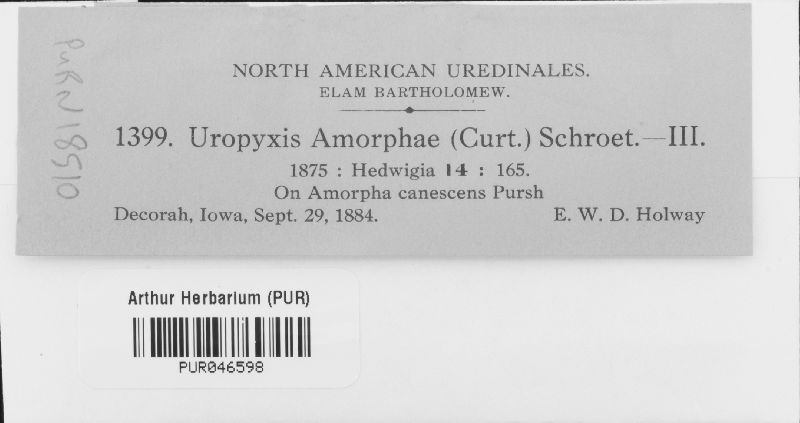 NORTH AMERICAN UREDINALES.
ELAM BARTHOLOMEW.
1399. Uropyxis Amorphae (Curt.) Schroet.—III.
1875 : Hedwigia 14 : 165.
On Amorpha canescens Pursh
Decorah, Iowa, Sept. 29, 1884. E. W. D. Holway
PURN18510
Arthur Herbarium (PUR)
PUR046598